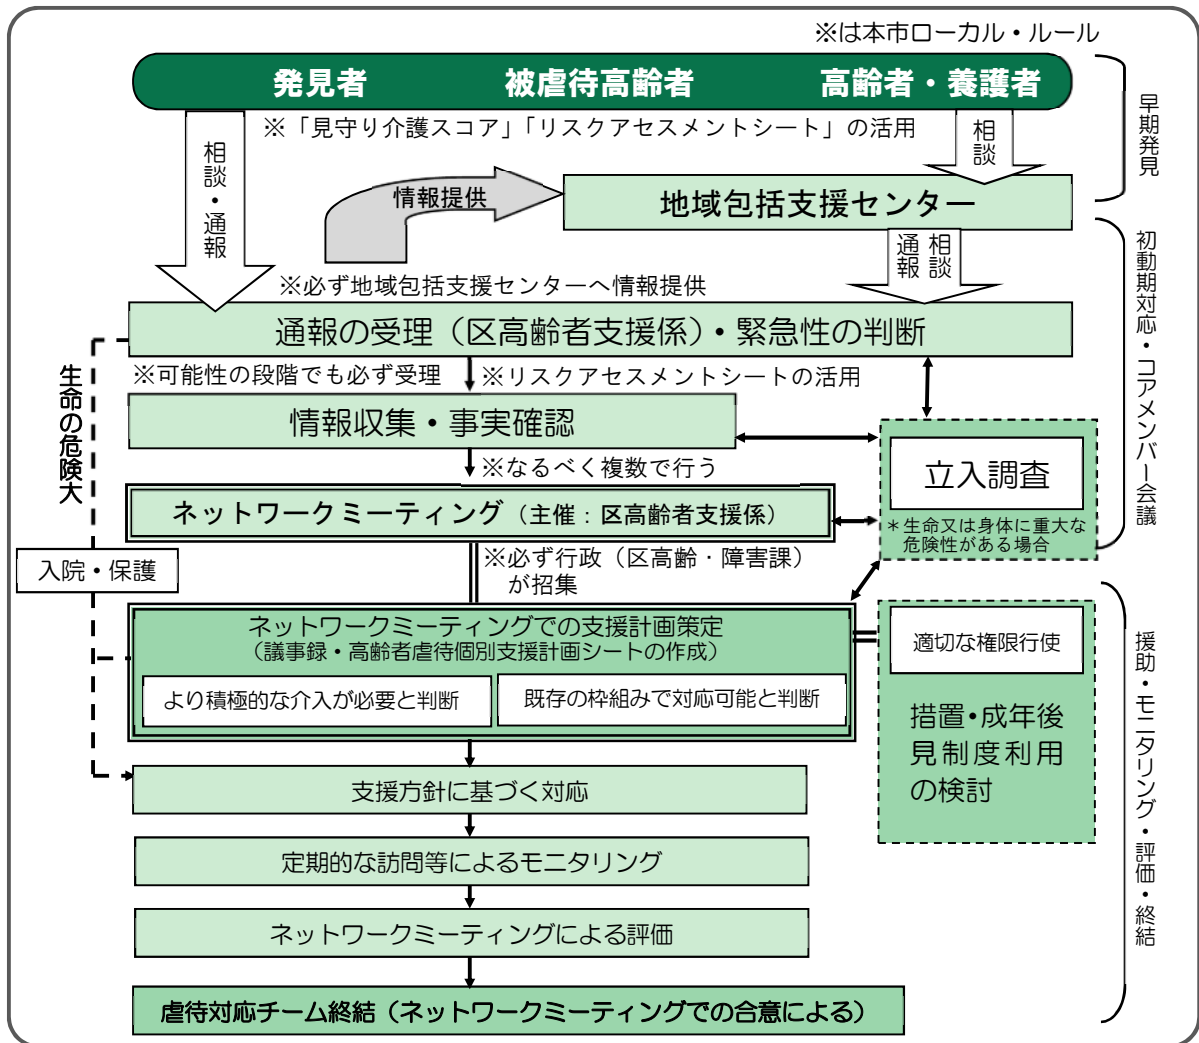 ※は本市ローカル・ルール
発見者 被虐待高齢者 高齢者・養護者
※「見守り介護スコア」「リスクアセスメントシート」の活用
相談・通報
相談
早期発見
情報提供
地域包括支援センター
相談
通報
※必ず地域包括支援センターへ情報提供
通報の受理（区高齢者支援係）・緊急性の判断
※可能性の段階でも必ず受理
※リスクアセスメントシートの活用
初動期対応・コアメンバー会議
生命の危険大
情報収集・事実確認
※なるべく複数で行う
立入調査
＊生命又は身体に重大な
危険性がある場合
ネットワークミーティング（主催：区高齢者支援係）
※必ず行政（区高齢・障害課）
が招集
入院・保護
ネットワークミーティングでの支援計画策定
（議事録・高齢者虐待個別支援計画シートの作成）
より積極的な介入が必要と判断
既存の枠組みで対応可能と判断
適切な権限行使
措置・成年後
見制度利用
の検討
援助・モニタリング・評価・終結
支援方針に基づく対応
定期的な訪問等によるモニタリング
ネットワークミーティングによる評価
虐待対応チーム終結（ネットワークミーティングでの合意による）